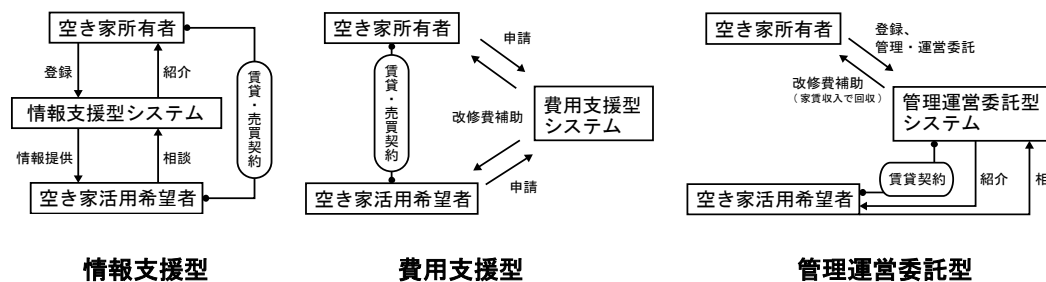 空き家所有者
登録
紹介
情報支援型システム
情報提供
相談
空き家活用希望者
賃貸・売買契約
情報支援型
空き家所有者
申請
賃貸・売買契約
改修費補助
費用支援型
システム
申請
空き家活用希望者
費用支援型
空き家所有者
登録、
管理・運営委託
改修費補助
(家賃収入で回収)
管理運営委託型
システム
賃貸契約
紹介
相
空き家活用希望者
管理運営委託型